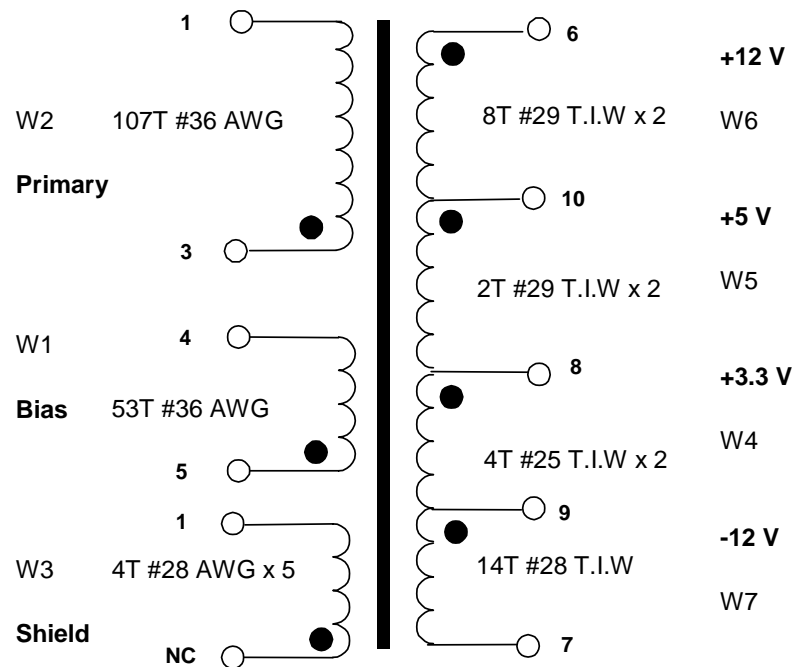 1
W2 107T #36 AWG
Primary
3
W1
4
Bias 53T #36 AWG
5
1
W3 4T #28 AWG x 5
Shield
NC
6
+12 V
8T #29 T.I.W x 2
W6
10
+5 V
2T #29 T.I.W x 2
W5
8
+3.3 V
4T #25 T.I.W x 2
W4
9
-12 V
14T #28 T.I.W
W7
7